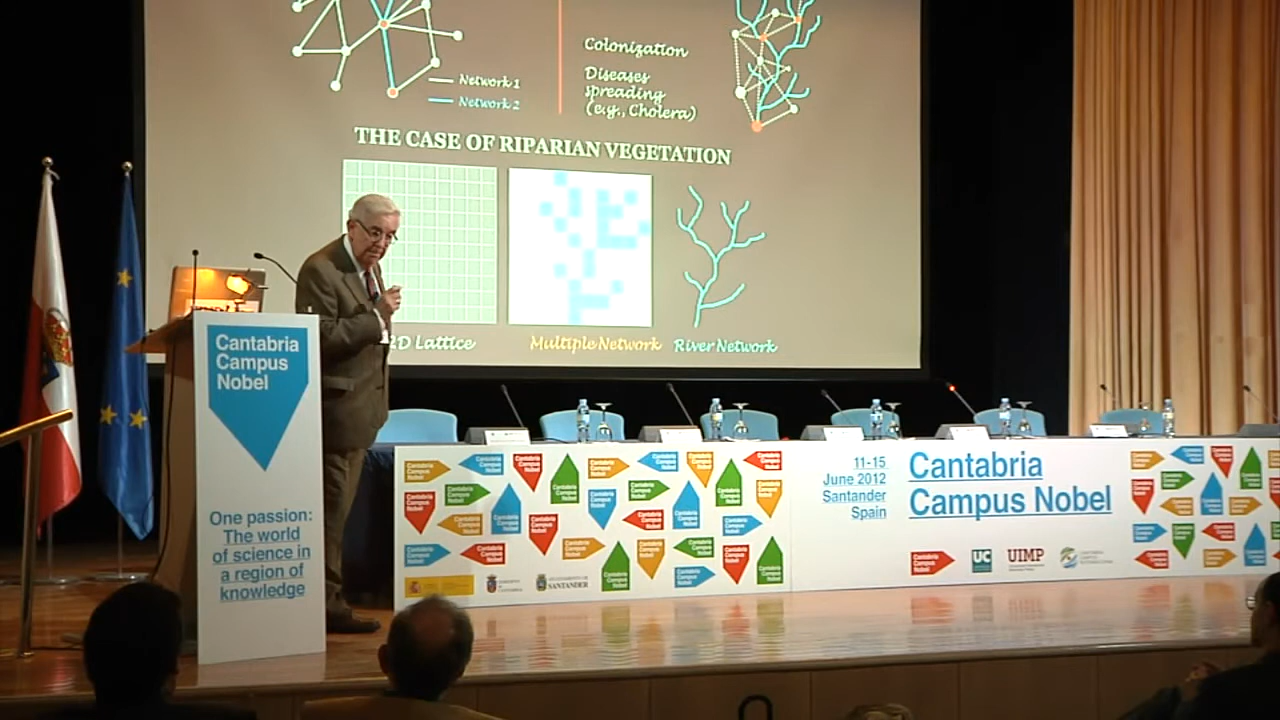 Colonization
Diseases
spreading
(e.g., Cholera)
Network 1
Network 2
THE CASE OF RIPARIAN VEGETATION
2D Lattice
Multiple Network
River Network
Cantabria
Campus
Nobel
One passion:
The world
of science in
a region of
knowledge
11-15
June 2012
Santander
Spain
Cantabria
Campus Nobel
UC
UIMP
SANTANDER